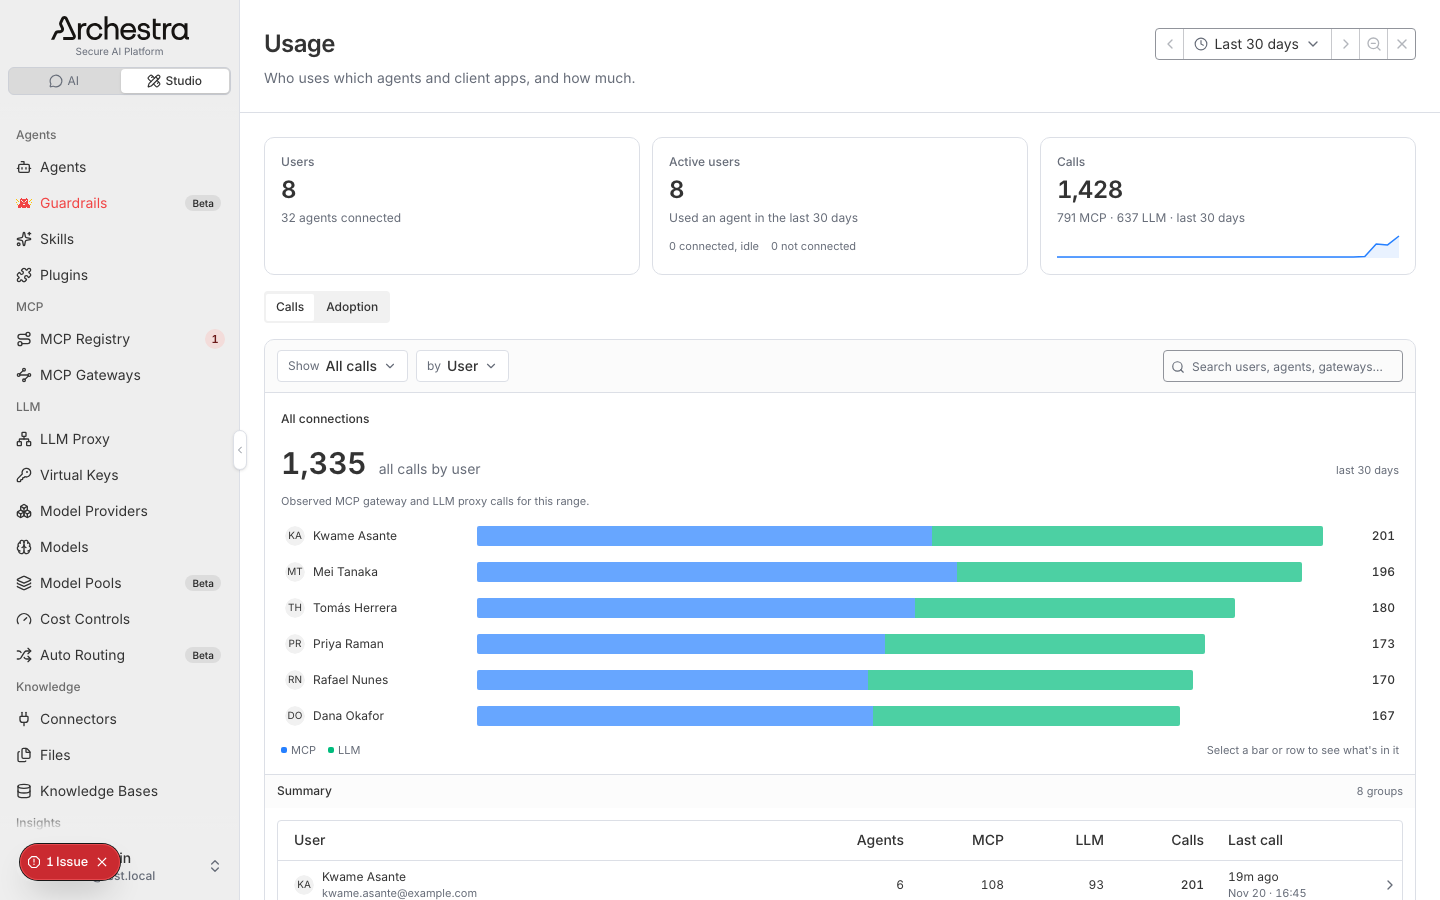 Archestra
Secure AI Platform
AI
Studio
Agents
Agents
Guardrails
Beta
Skills
Plugins
MCP
MCP Registry
1
MCP Gateways
LLM
LLM Proxy
Virtual Keys
Model Providers
Models
Model Pools
Beta
Cost Controls
Auto Routing
Beta
Knowledge
Connectors
Files
Knowledge Bases
Insights
1 Issue
Usage
Who uses which agents and client apps, and how much.
Last 30 days
Users
8
32 agents connected
Active users
8
Used an agent in the last 30 days
0 connected, idle 0 not connected
Calls
1,428
791 MCP · 637 LLM · last 30 days
Calls
Adoption
Show All calls
by User
Search users, agents, gateways...
All connections
1,335 all calls by user
last 30 days
Observed MCP gateway and LLM proxy calls for this range.
KA Kwame Asante 201
MT Mei Tanaka 196
TH Tomás Herrera 180
PR Priya Raman 173
RN Rafael Nunes 170
DO Dana Okafor 167
MCP LLM
Select a bar or row to see what's in it
Summary
8 groups
User Agents MCP LLM Calls Last call
KA Kwame Asante 6 108 93 201 19m ago
kwame.asante@example.com Nov 20 · 16:45